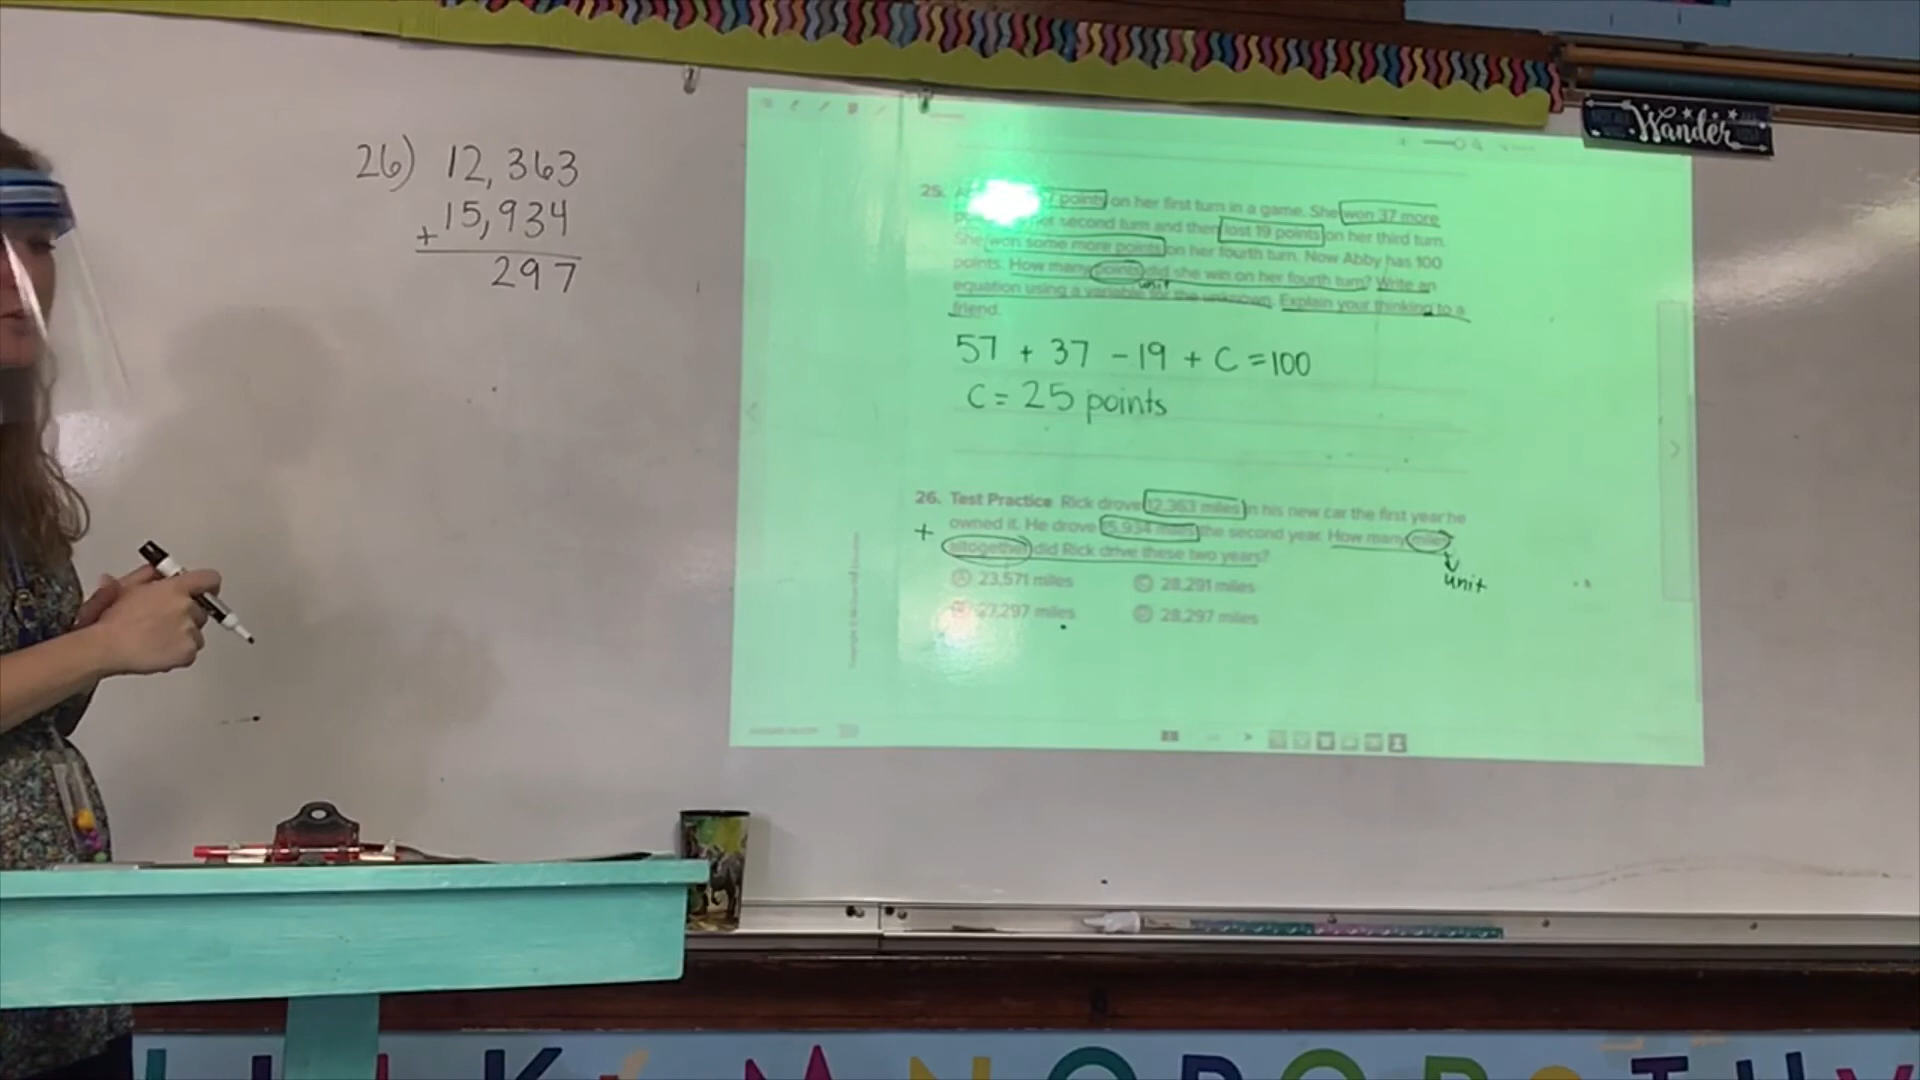 Wander
26) 12,363
+ 15,934
297
25. 7 points on her first turn in a game. She won 37 more
second turn and then lost 19 points on her third turn.
She won some more points on her fourth turn. Now Abby has 100
points. How many points did she win on her fourth turn? Write an
unit
equation using a variable for the unknown. Explain your thinking to a
friend.
57 + 37 - 19 + C = 100
C = 25 points
26. Test Practice Rick drove 12,363 miles in his new car the first year he
+ owned it. He drove 15,934 miles the second year. How many miles
altogether did Rick drive these two years?
unit
A 23,571 miles C 28,291 miles
B 27,297 miles D 28,297 miles
K M N O P Q R S T U V